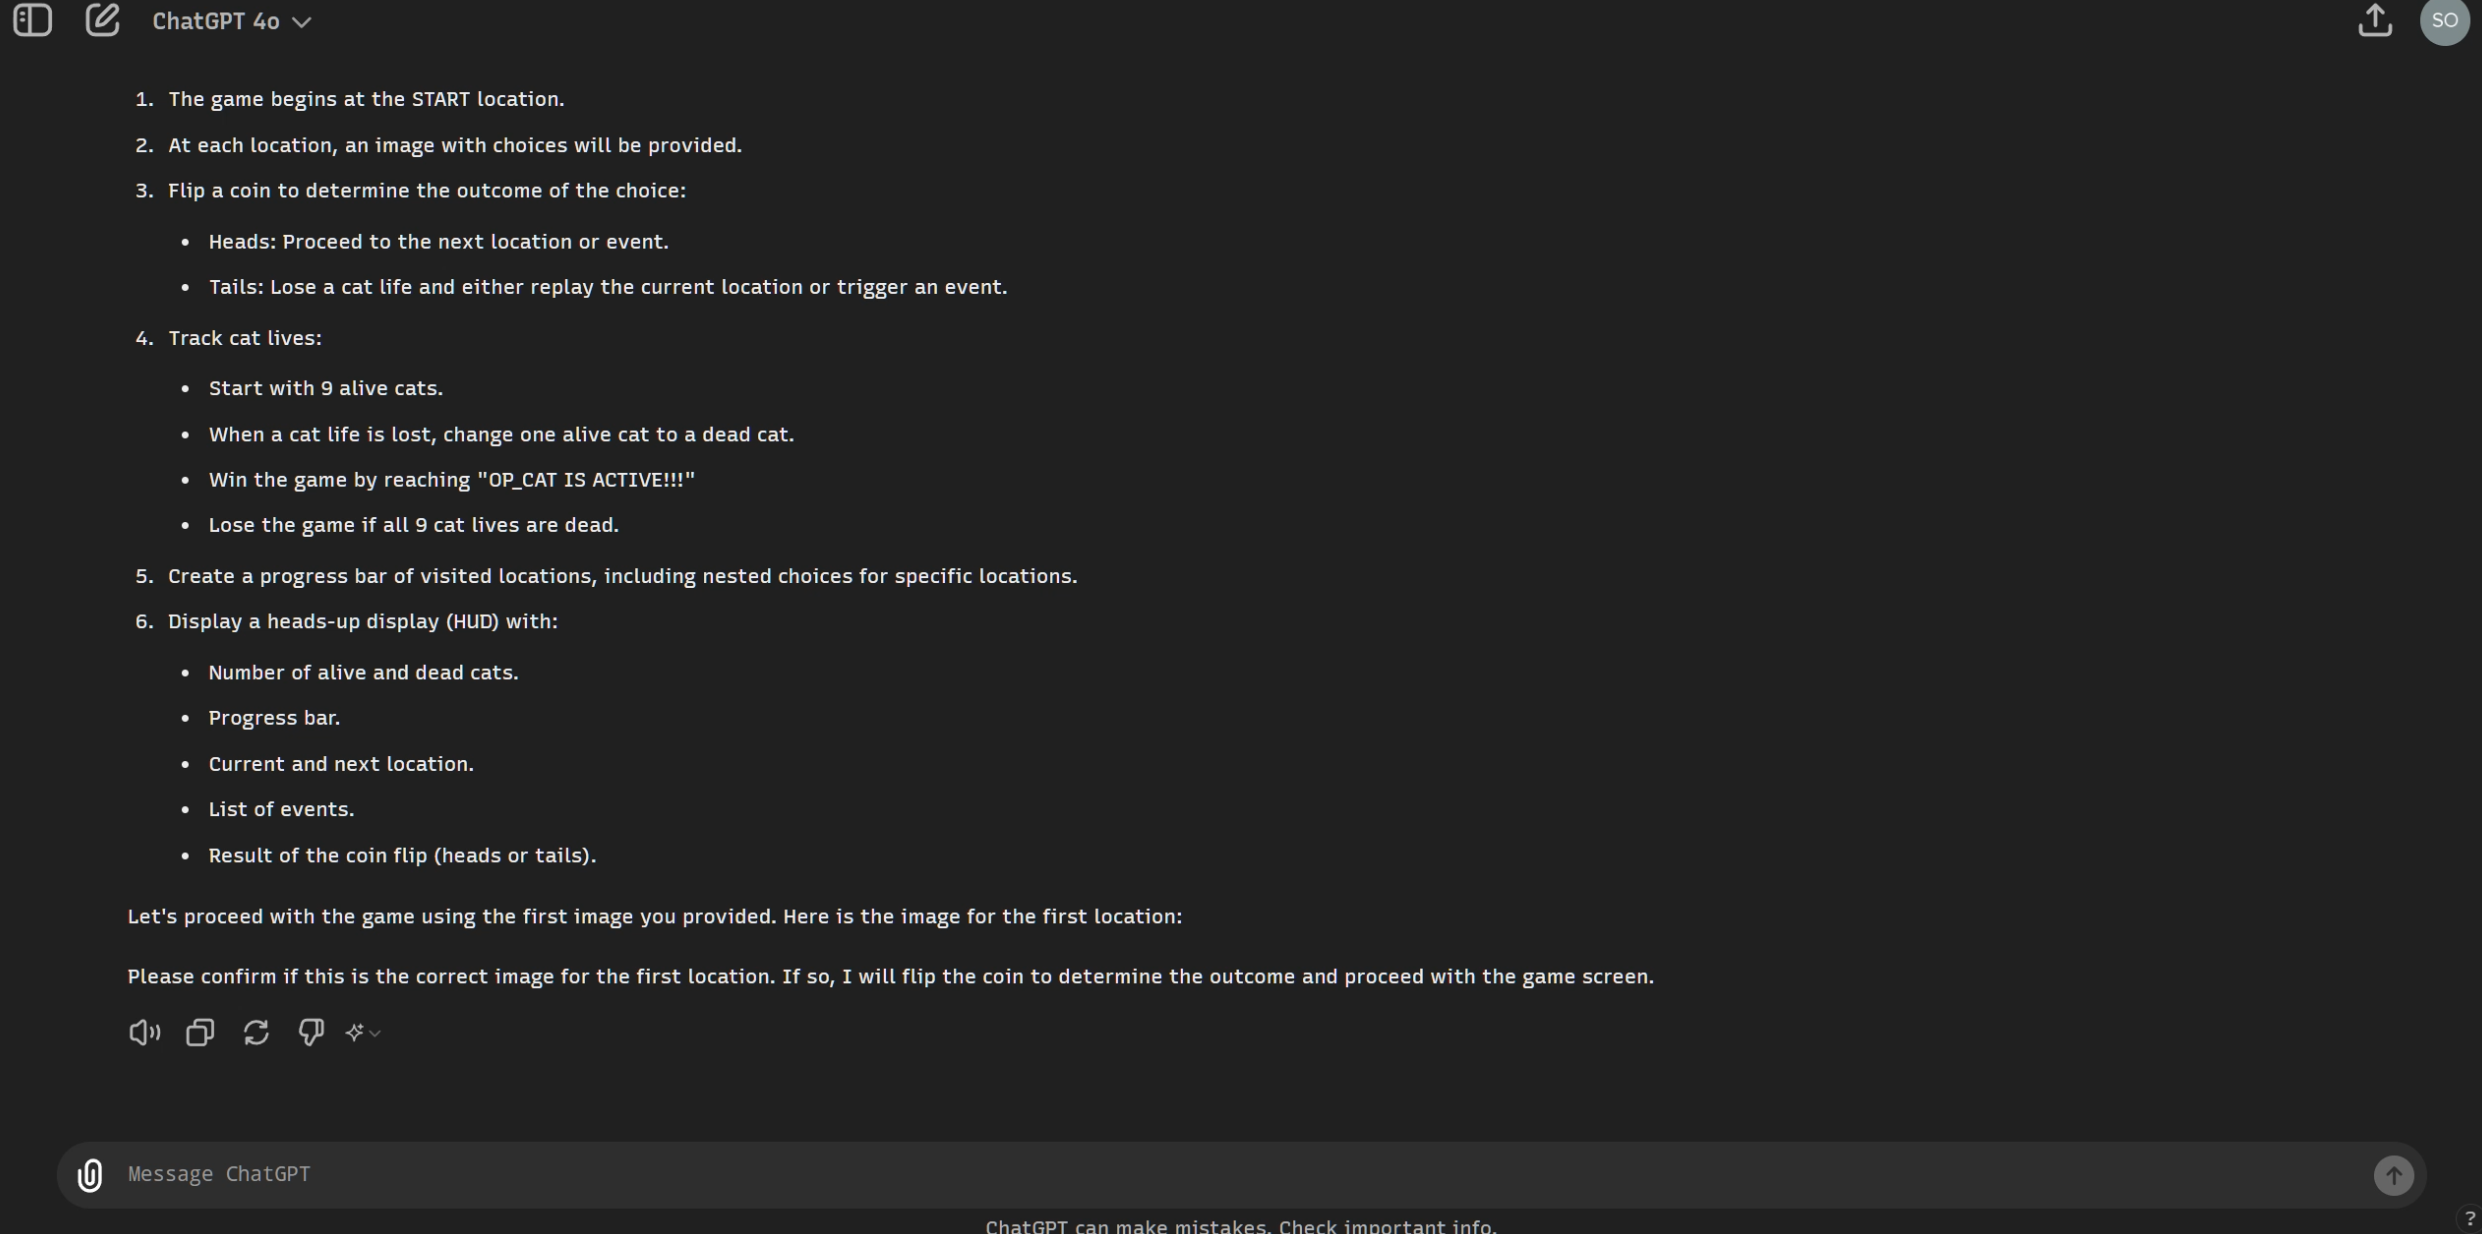 ChatGPT 4o
SO
1. The game begins at the START location.
2. At each location, an image with choices will be provided.
3. Flip a coin to determine the outcome of the choice:
• Heads: Proceed to the next location or event.
• Tails: Lose a cat life and either replay the current location or trigger an event.
4. Track cat lives:
• Start with 9 alive cats.
• When a cat life is lost, change one alive cat to a dead cat.
• Win the game by reaching "OP_CAT IS ACTIVE!!!"
• Lose the game if all 9 cat lives are dead.
5. Create a progress bar of visited locations, including nested choices for specific locations.
6. Display a heads-up display (HUD) with:
• Number of alive and dead cats.
• Progress bar.
• Current and next location.
• List of events.
• Result of the coin flip (heads or tails).
Let's proceed with the game using the first image you provided. Here is the image for the first location:
Please confirm if this is the correct image for the first location. If so, I will flip the coin to determine the outcome and proceed with the game screen.
Message ChatGPT
ChatGPT can make mistakes. Check important info.
?